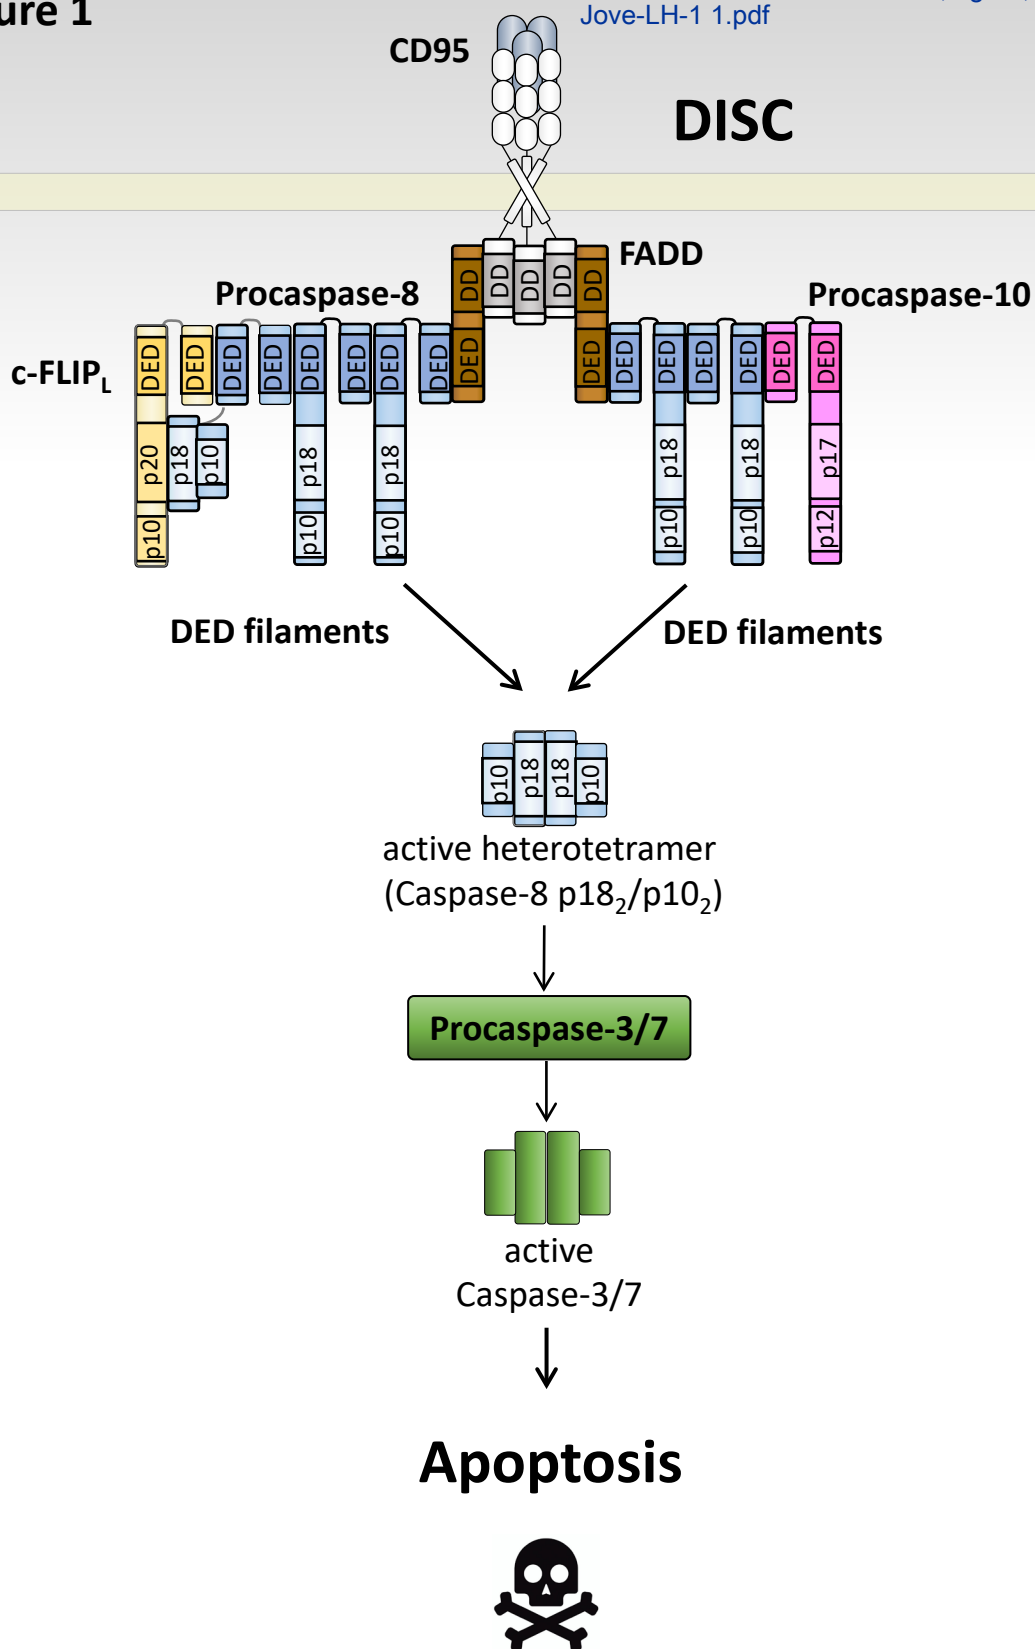 ure 1
Jove-LH-1 1.pdf
CD95
DISC
FADD
Procaspase-8
Procaspase-10
c-FLIPL
DD DD DD DD DD
DED DED DED DED DED DED DED DED DED DED DED DED DED DED DED DED
p20 p18 p10 p18 p18 p18 p18 p17
p10 p10 p10 p10 p10 p12
DED filaments
DED filaments
p10 p18 p18 p10
active heterotetramer
(Caspase-8 p182/p102)
Procaspase-3/7
active
Caspase-3/7
Apoptosis